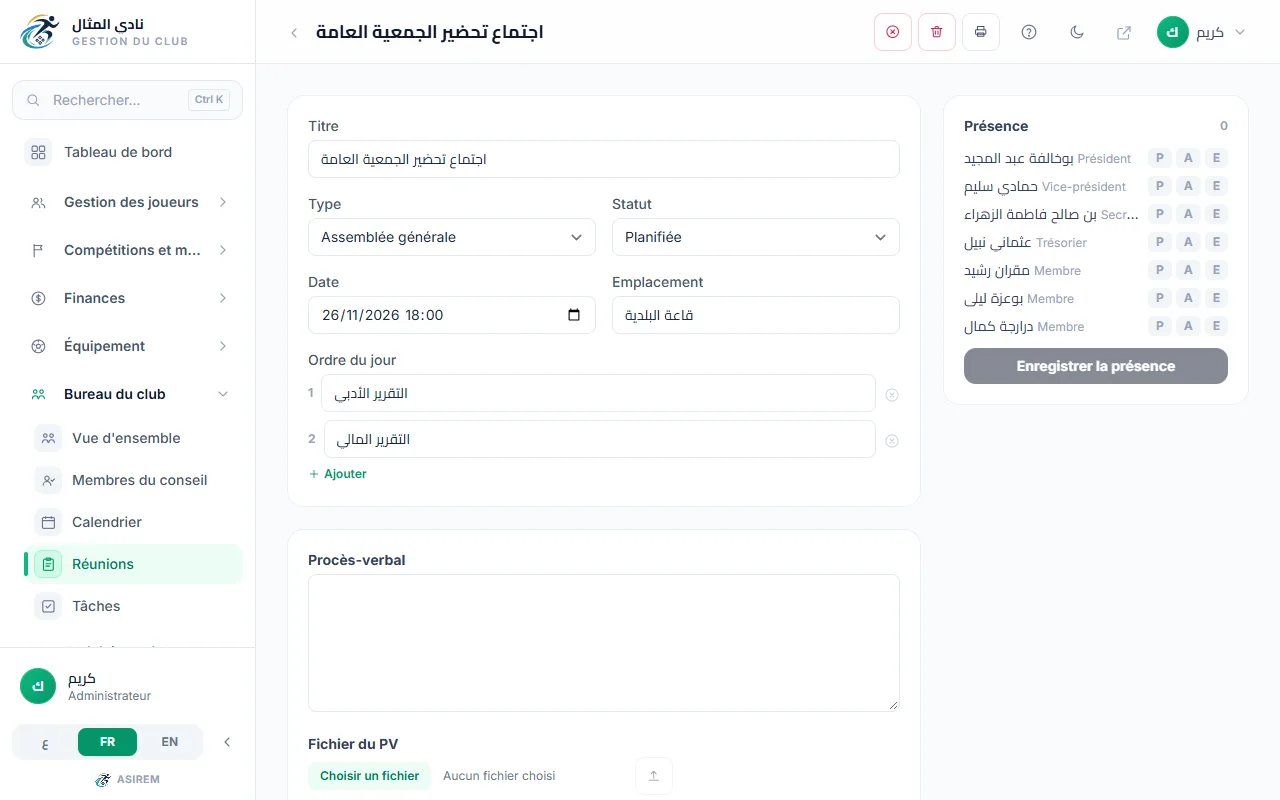 نادي المثال
GESTION DU CLUB
Rechercher...
Ctrl K
Tableau de bord
Gestion des joueurs
Compétitions et m...
Finances
Équipement
Bureau du club
Vue d'ensemble
Membres du conseil
Calendrier
Réunions
Tâches
كريم
Administrateur
ع
FR
EN
ASIREM
اجتماع تحضير الجمعية العامة
ك
كريم
Titre
اجتماع تحضير الجمعية العامة
Type
Statut
Assemblée générale
Planifiée
Date
Emplacement
26/11/2026 18:00
قاعة البلدية
Ordre du jour
1 التقرير الأدبي
2 التقرير المالي
+ Ajouter
Procès-verbal
Fichier du PV
Choisir un fichier
Aucun fichier choisi
Présence
0
بوخالفة عبد المجيد Président P A E
حمادي سليم Vice-président P A E
بن صالح فاطمة الزهراء Secr... P A E
عثماني نبيل Trésorier P A E
مقران رشيد Membre P A E
بوعزة ليلى Membre P A E
درارجة كمال Membre P A E
Enregistrer la présence